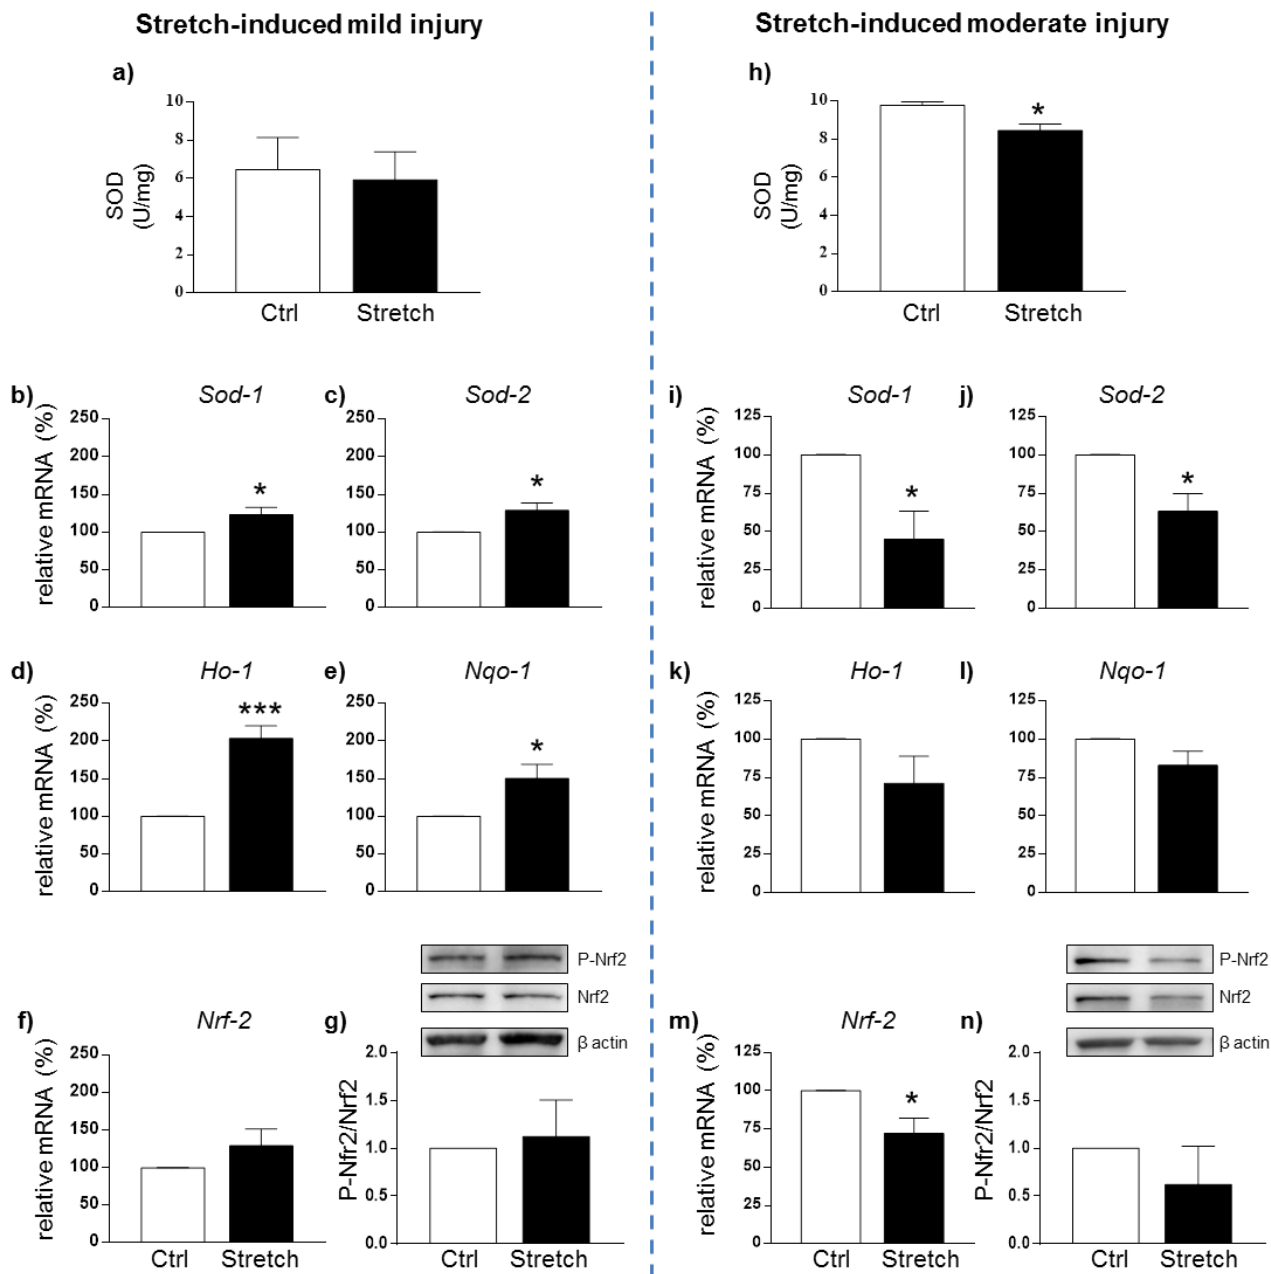 Stretch-induced mild injury
a)
SOD
(U/mg)
10
8
6
4
2
0
Ctrl Stretch
b) Sod-1
relative mRNA (%)
250
200
150
100
50
0
*
c) Sod-2
250
200
150
100
50
0
*
d) Ho-1
relative mRNA (%)
250
200
150
100
50
0
***
e) Nqo-1
250
200
150
100
50
0
*
f) Nrf-2
relative mRNA (%)
250
200
150
100
50
0
Ctrl Stretch
g)
P-Nrf2
Nrf2
β actin
P-Nfr2/Nrf2
2.0
1.5
1.0
0.5
0.0
Ctrl Stretch
Stretch-induced moderate injury
h)
SOD
(U/mg)
10
8
6
4
2
0
*
Ctrl Stretch
i) Sod-1
relative mRNA (%)
125
100
75
50
25
0
*
j) Sod-2
125
100
75
50
25
0
*
k) Ho-1
relative mRNA (%)
125
100
75
50
25
0
l) Nqo-1
125
100
75
50
25
0
m) Nrf-2
relative mRNA (%)
125
100
75
50
25
0
*
Ctrl Stretch
n)
P-Nrf2
Nrf2
β actin
P-Nfr2/Nrf2
2.0
1.5
1.0
0.5
0.0
Ctrl Stretch